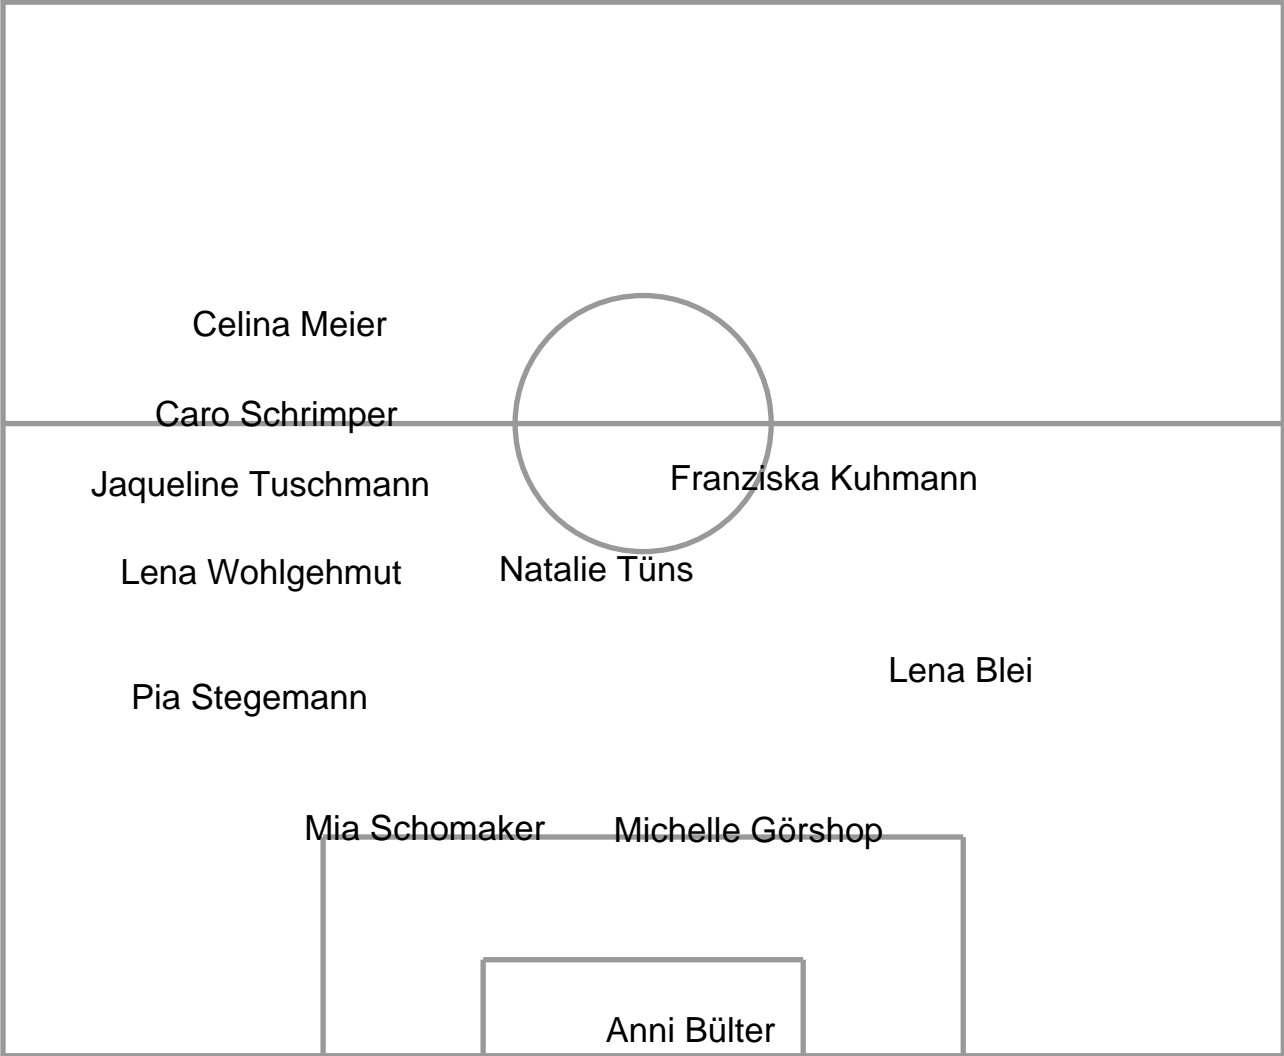 Celina Meier
Caro Schrimper
Jaqueline Tuschmann
Franziska Kuhmann
Lena Wohlgehmut
Natalie Tüns
Lena Blei
Pia Stegemann
Mia Schomaker
Michelle Görshop
Anni Bülter